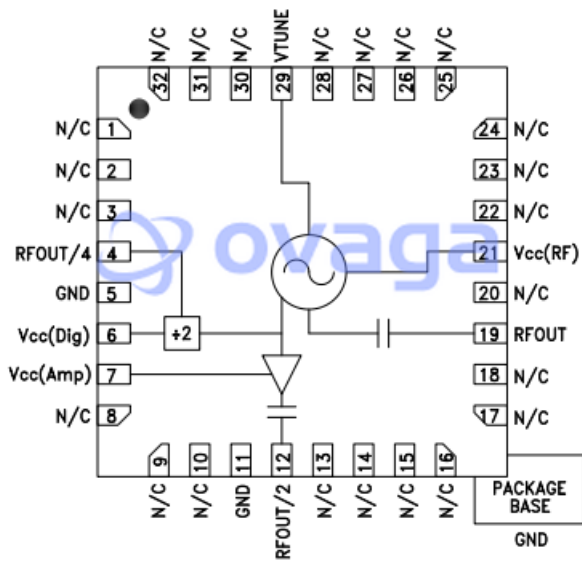 N/C N/C N/C VTUNE N/C N/C N/C N/C
32 31 30 29 28 27 26 25
N/C 1
N/C 2
N/C 3
RFOUT/4 4
GND 5
Vcc(Dig) 6
Vcc(Amp) 7
N/C 8
÷2
ovaga
24 N/C
23 N/C
22 N/C
21 Vcc(RF)
20 N/C
19 RFOUT
18 N/C
17 N/C
9 10 11 12 13 14 15 16
N/C N/C GND RFOUT/2 N/C N/C N/C N/C
PACKAGE
BASE
GND